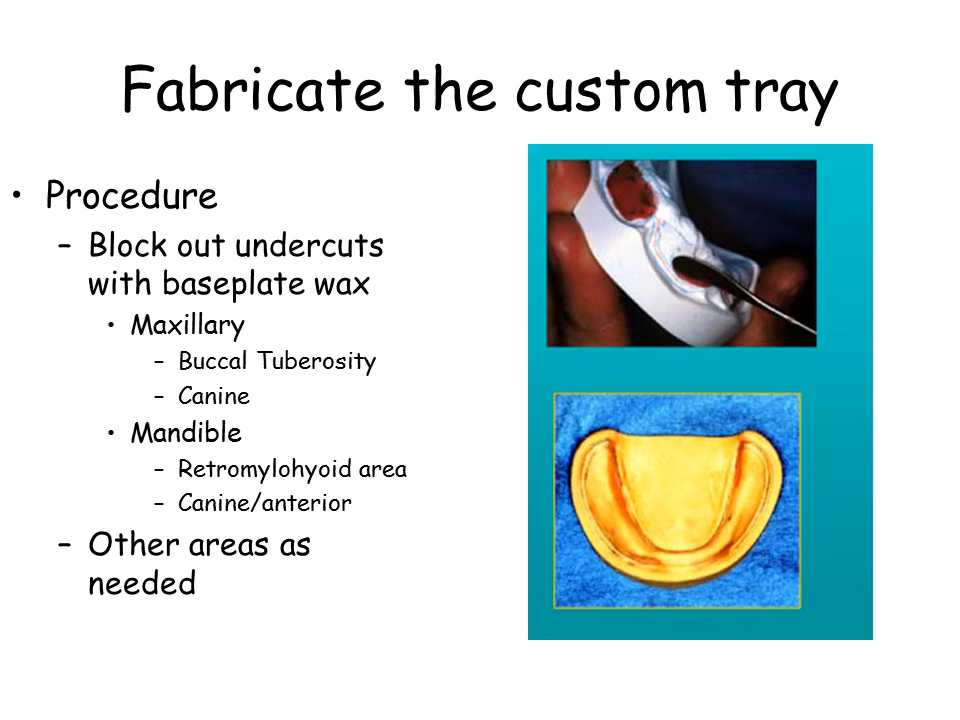 Fabricate the custom tray
• Procedure
– Block out undercuts
with baseplate wax
• Maxillary
– Buccal Tuberosity
– Canine
• Mandible
– Retromylohyoid area
– Canine/anterior
– Other areas as
needed